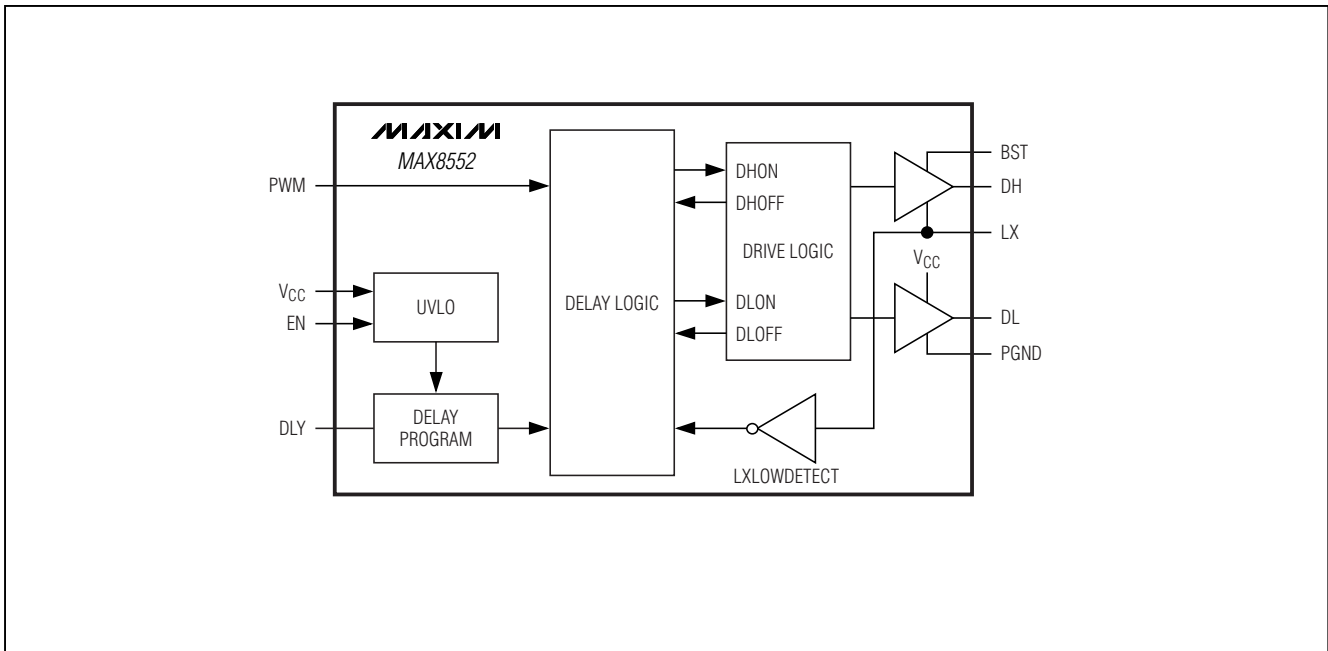 MAXIM
MAX8552
PWM
VCC
EN
DLY
UVLO
DELAY
PROGRAM
DELAY LOGIC
DHON
DHOFF
DRIVE LOGIC
DLON
DLOFF
LXLOWDETECT
BST
DH
LX
VCC
DL
PGND